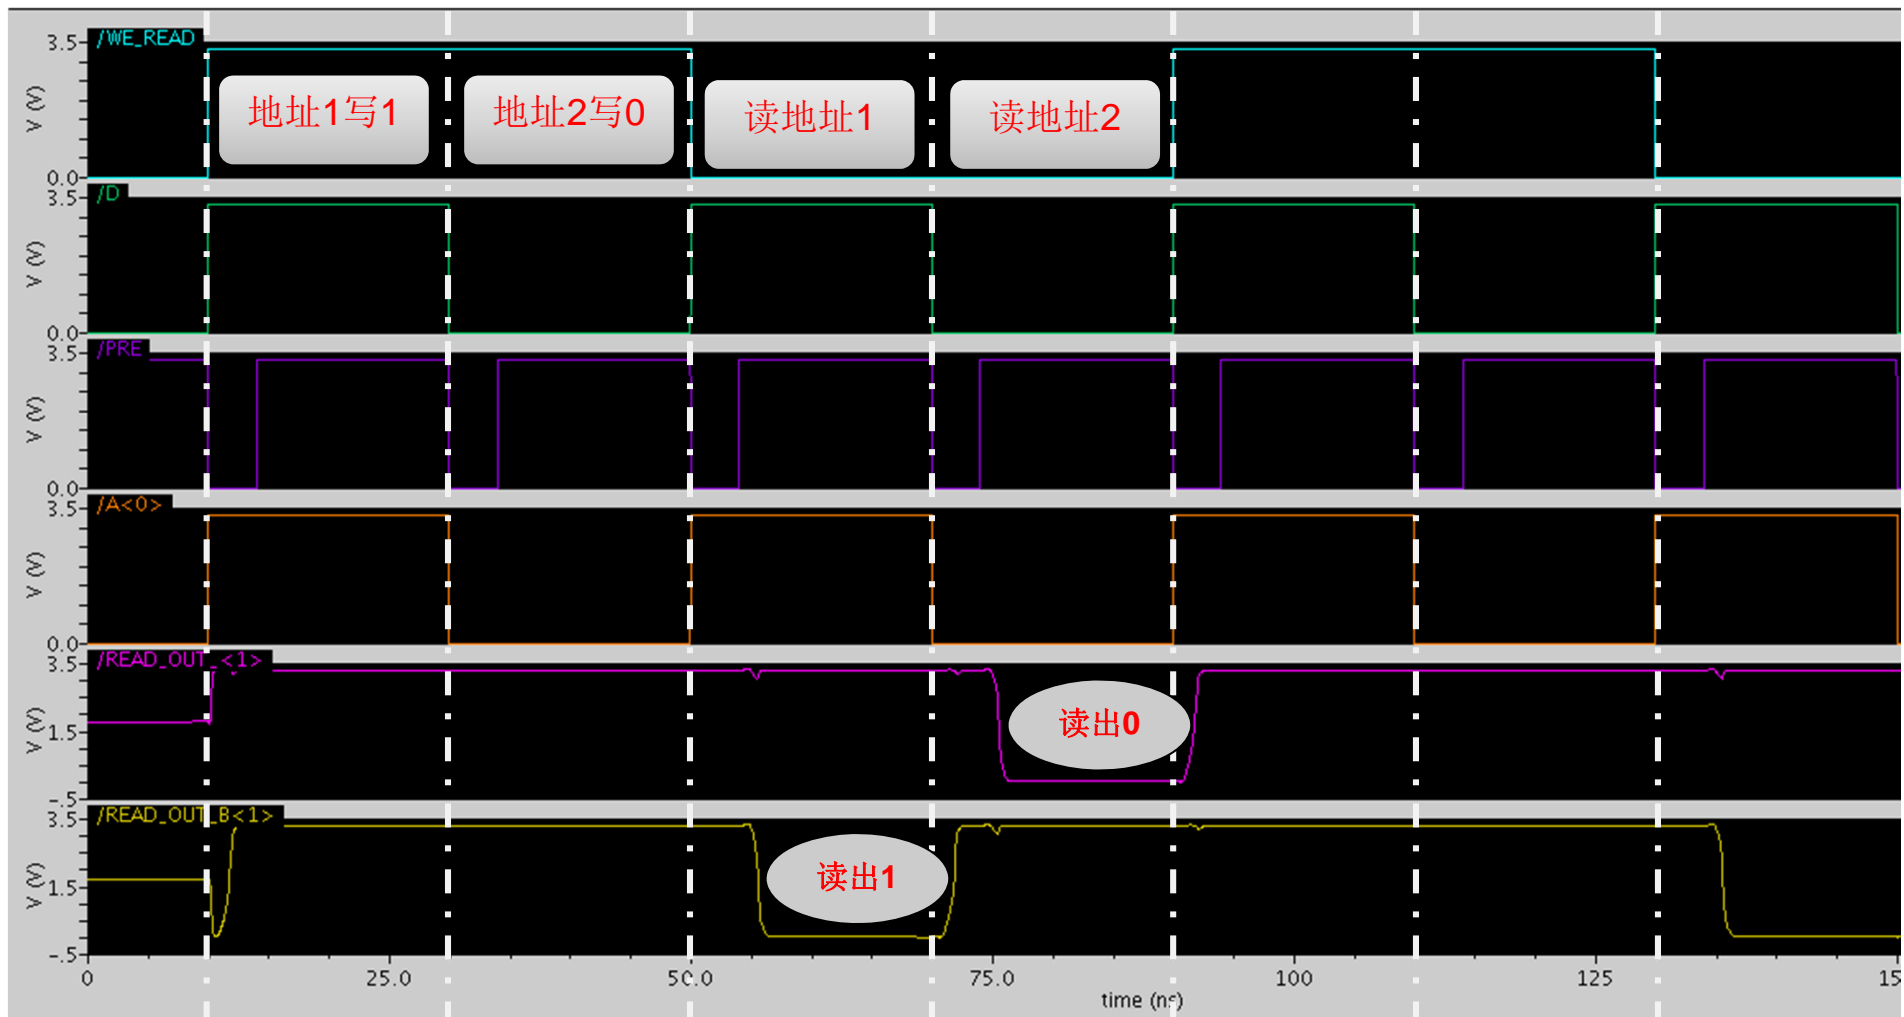 /WE_READ
3.5
V (V)
0.0
地址1写1
地址2写0
读地址1
读地址2
/D
3.5
V (V)
0.0
/PRE
3.5
V (V)
0.0
/A<0>
3.5
V (V)
0.0
/READ_OUT_<1>
3.5
V (V)
1.5
-.5
读出0
/READ_OUT_B<1>
3.5
V (V)
1.5
-.5
读出1
0 25.0 50.0 75.0 100 125 15
time (ns)